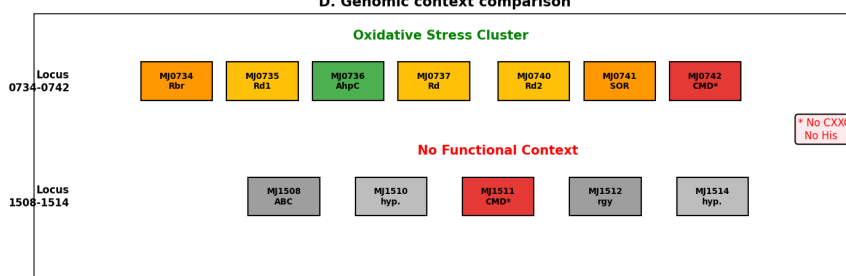 D. Genomic context comparison
Oxidative Stress Cluster
Locus
0734-0742
MJ0734
Rbr
MJ0735
Rd1
MJ0736
AhpC
MJ0737
Rd
MJ0740
Rd2
MJ0741
SOR
MJ0742
CMD*
* No CXXC
No His
No Functional Context
Locus
1508-1514
MJ1508
ABC
MJ1510
hyp.
MJ1511
CMD*
MJ1512
rgy
MJ1514
hyp.